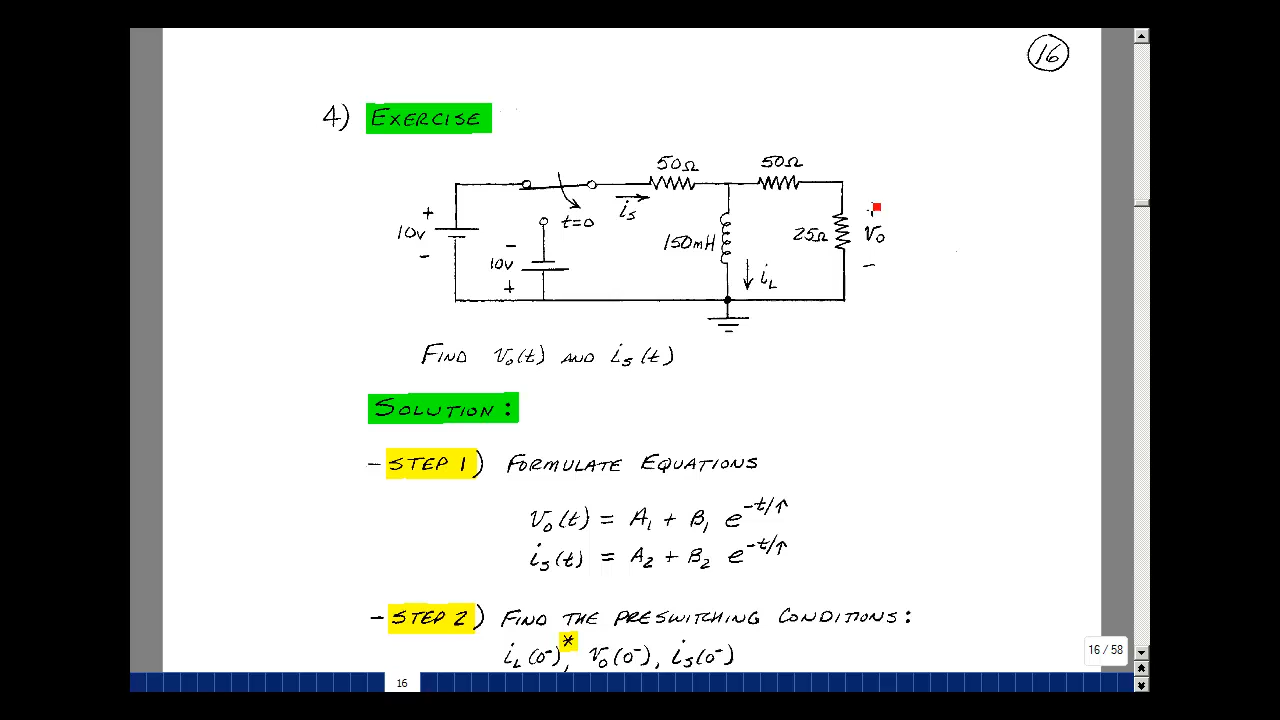 16
4) EXERCISE
50Ω 50Ω
+ 10V -
t=0
iS
- 10V +
150mH
iL
25Ω
+ Vo -
FIND Vo(t) AND iS(t)
SOLUTION:
- STEP 1) FORMULATE EQUATIONS
Vo(t) = A1 + B1 e^-t/↑
iS(t) = A2 + B2 e^-t/↑
- STEP 2) FIND THE PRESWITCHING CONDITIONS:
iL(0-)*, Vo(0-), iS(0-)
16 / 58
16